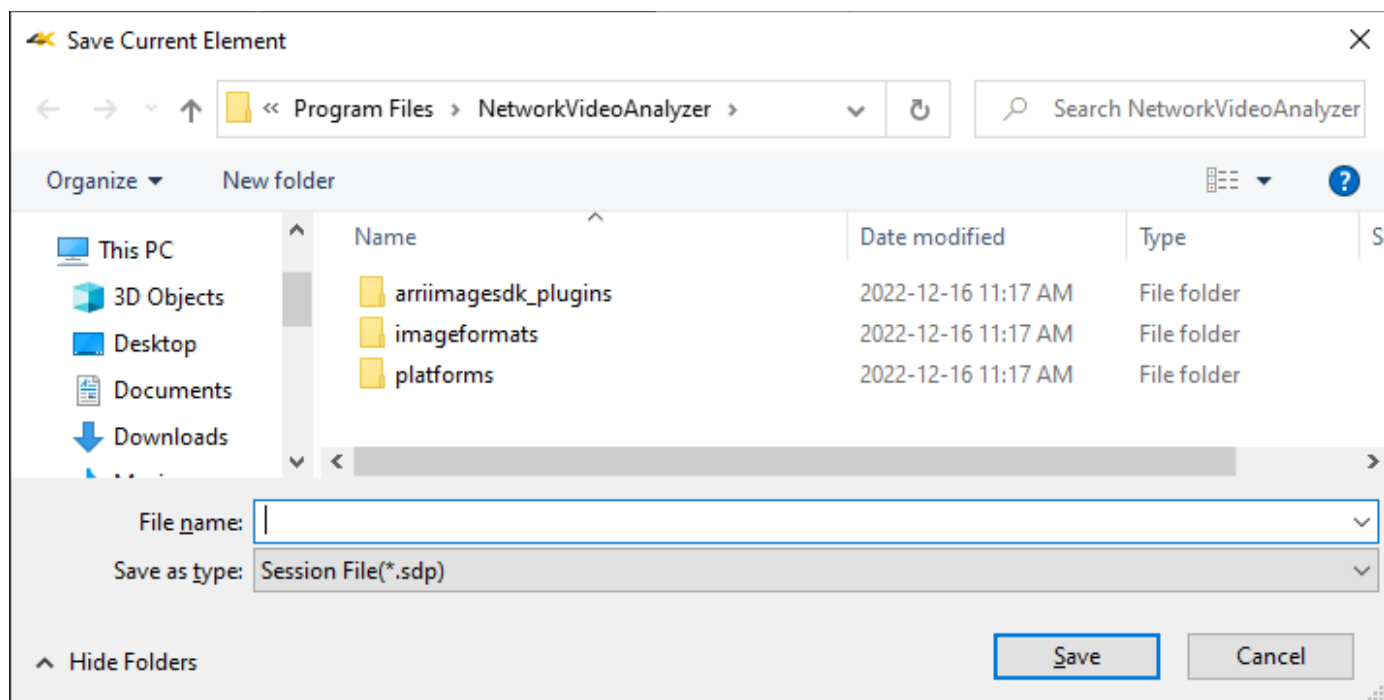 4K Save Current Element
« Program Files > NetworkVideoAnalyzer > Search NetworkVideoAnalyzer
Organize New folder ?
This PC
3D Objects
Desktop
Documents
Downloads
Name Date modified Type S
arriimagesdk_plugins 2022-12-16 11:17 AM File folder
imageformats 2022-12-16 11:17 AM File folder
platforms 2022-12-16 11:17 AM File folder
File name:
Save as type: Session File(*.sdp)
Hide Folders Save Cancel